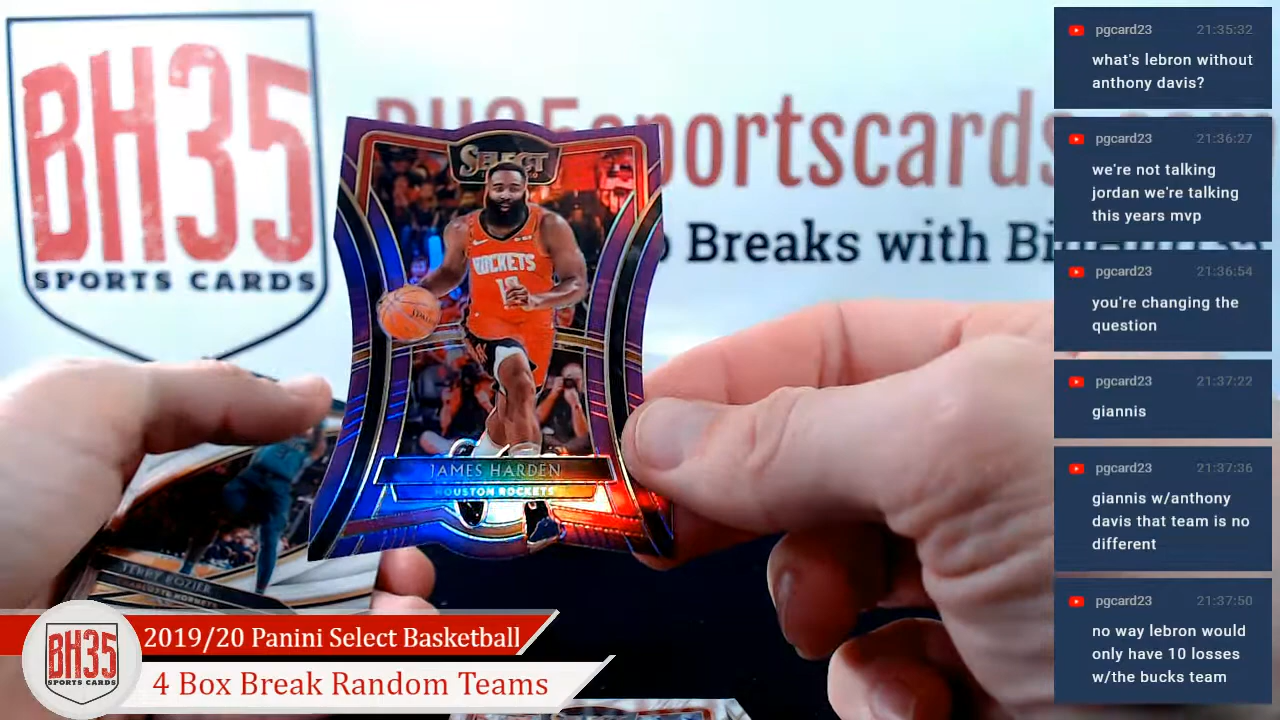 BH35
SPORTS CARDS
Breaks with
SELECT
ROCKETS
JAMES HARDEN
HOUSTON ROCKETS
TERRY ROZIER
CHARLOTTE HORNETS
BH35
SPORTS CARDS
2019/20 Panini Select Basketball
4 Box Break Random Teams
pgcard23 21:35:32
what's lebron without
anthony davis?
pgcard23 21:36:27
we're not talking
jordan we're talking
this years mvp
pgcard23 21:36:54
you're changing the
question
pgcard23 21:37:22
giannis
pgcard23 21:37:36
giannis w/anthony
davis that team is no
different
pgcard23 21:37:50
no way lebron would
only have 10 losses
w/the bucks team